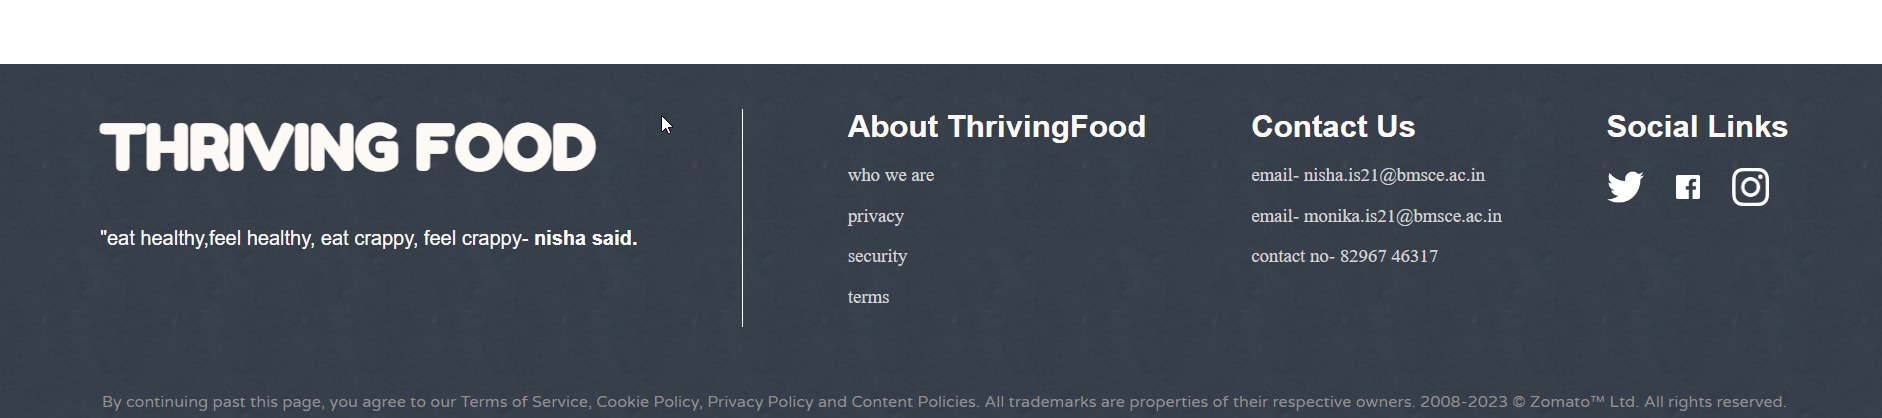 THRIVING FOOD
"eat healthy,feel healthy, eat crappy, feel crappy- nisha said.
About ThrivingFood
who we are
privacy
security
terms
Contact Us
email- nisha.is21@bmsce.ac.in
email- monika.is21@bmsce.ac.in
contact no- 82967 46317
Social Links
By continuing past this page, you agree to our Terms of Service, Cookie Policy, Privacy Policy and Content Policies. All trademarks are properties of their respective owners. 2008-2023 © Zomato™ Ltd. All rights reserved.